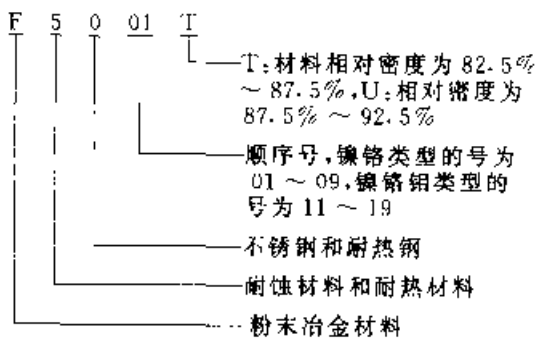 F 5 0 01 T
T:材料相对密度为 82.5%
～ 87.5%,U:相对密度为
87.5% ～ 92.5%
顺序号,镍铬类型的号为
01 ～ 09,镍铬钼类型的
号为 11 ～ 19
不锈钢和耐热钢
耐蚀材料和耐热材料
粉末冶金材料